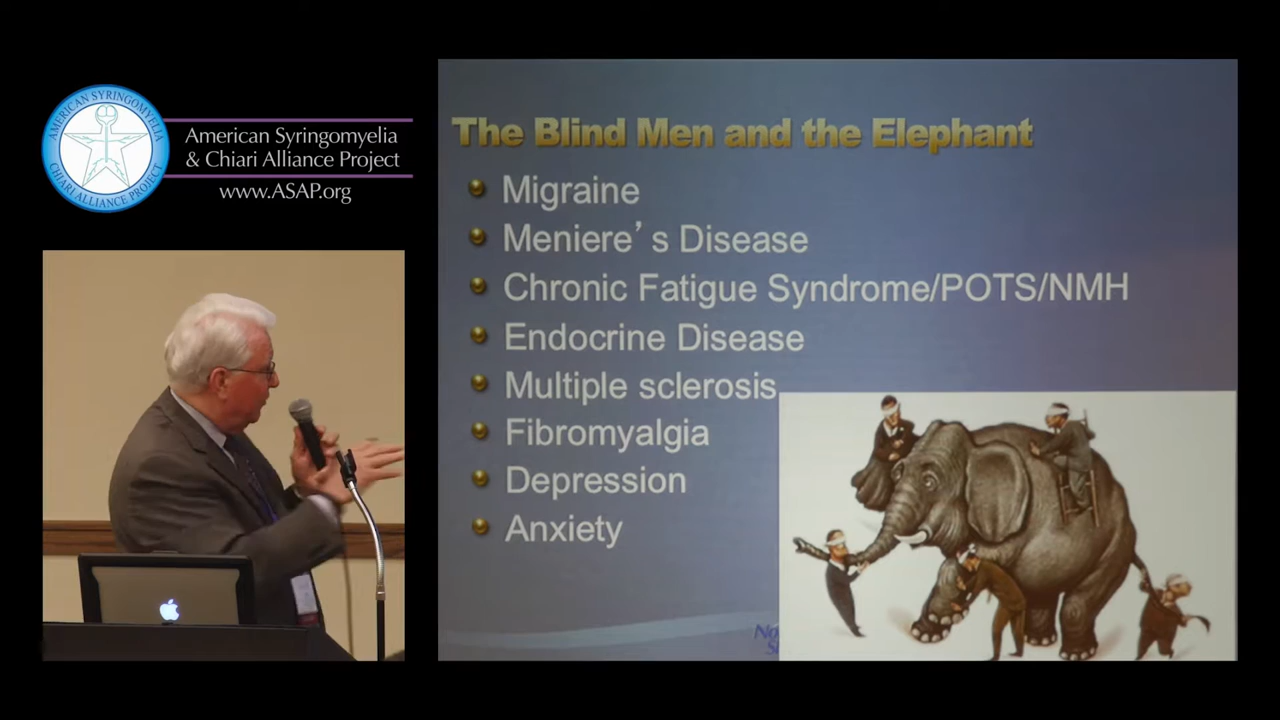 AMERICAN SYRINGOMYELIA
CHIARI ALLIANCE PROJECT
American Syringomyelia
& Chiari Alliance Project
www.ASAP.org
The Blind Men and the Elephant
Migraine
Meniere’s Disease
Chronic Fatigue Syndrome/POTS/NMH
Endocrine Disease
Multiple sclerosis
Fibromyalgia
Depression
Anxiety